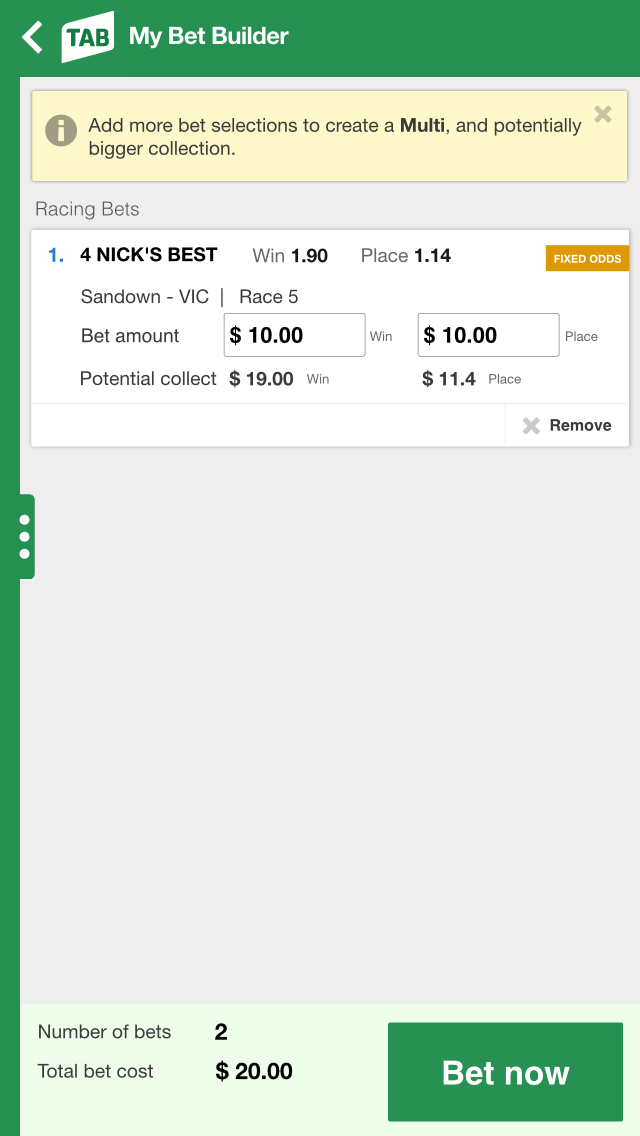 TAB My Bet Builder
Add more bet selections to create a Multi, and potentially
bigger collection.
Racing Bets
1. 4 NICK'S BEST Win 1.90 Place 1.14 FIXED ODDS
Sandown - VIC | Race 5
Bet amount $ 10.00 Win $ 10.00 Place
Potential collect $ 19.00 Win $ 11.4 Place
Remove
Number of bets 2
Total bet cost $ 20.00
Bet now